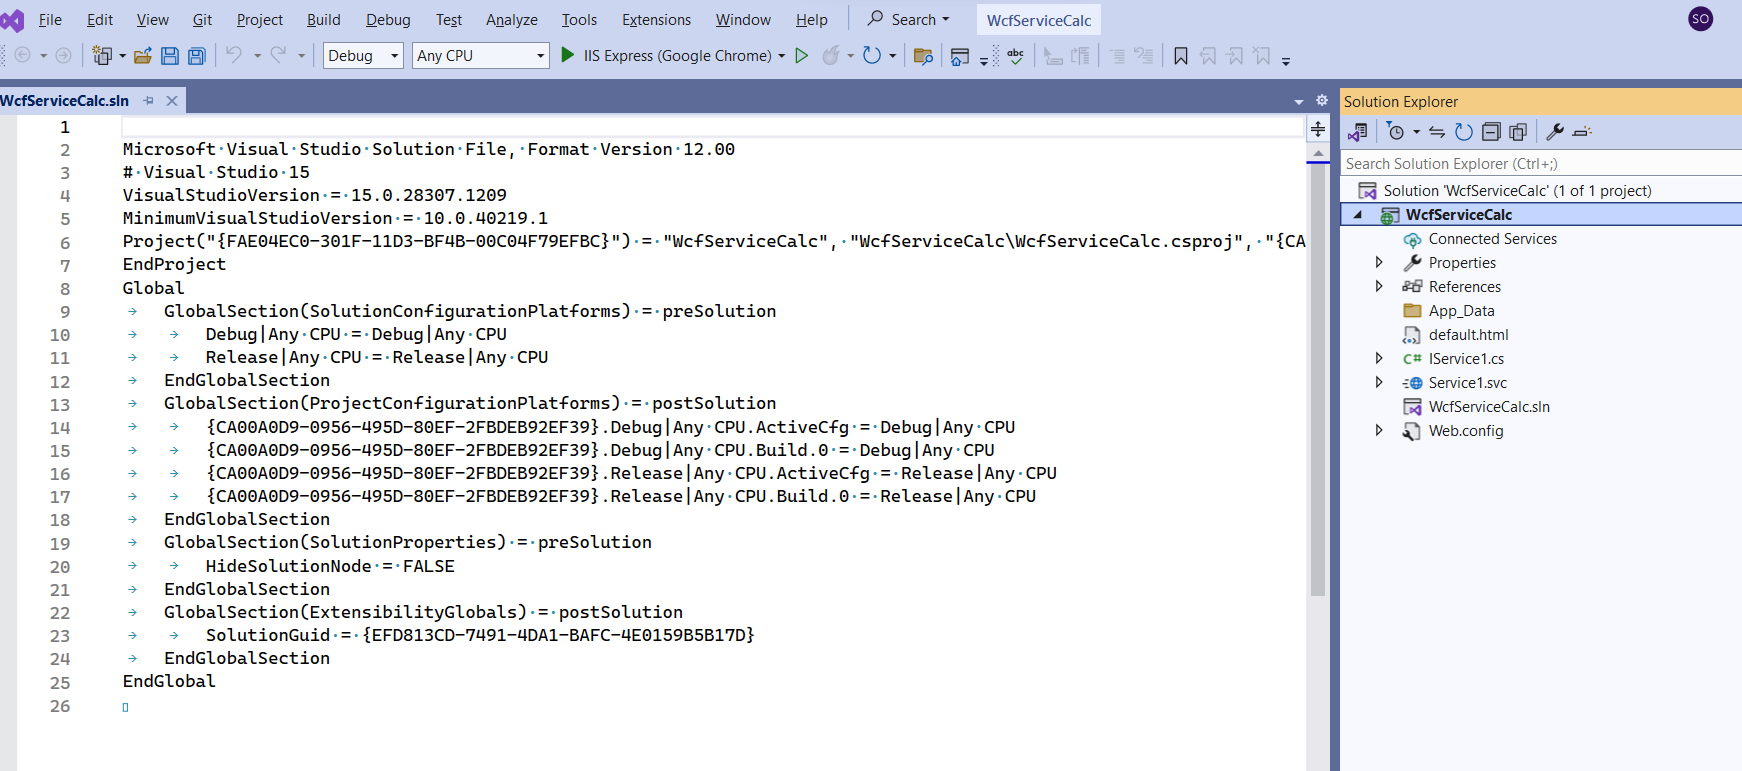 File Edit View Git Project Build Debug Test Analyze Tools Extensions Window Help Search WcfServiceCalc SO
Debug Any CPU IIS Express (Google Chrome) abc
WcfServiceCalc.sln
1
2 Microsoft Visual Studio Solution File, Format Version 12.00
3 # Visual Studio 15
4 VisualStudioVersion = 15.0.28307.1209
5 MinimumVisualStudioVersion = 10.0.40219.1
6 Project("{FAE04EC0-301F-11D3-BF4B-00C04F79EFBC}") = "WcfServiceCalc", "WcfServiceCalc\WcfServiceCalc.csproj", "{CA
7 EndProject
8 Global
9 GlobalSection(SolutionConfigurationPlatforms) = preSolution
10 Debug|Any CPU = Debug|Any CPU
11 Release|Any CPU = Release|Any CPU
12 EndGlobalSection
13 GlobalSection(ProjectConfigurationPlatforms) = postSolution
14 {CA00A0D9-0956-495D-80EF-2FBDEB92EF39}.Debug|Any CPU.ActiveCfg = Debug|Any CPU
15 {CA00A0D9-0956-495D-80EF-2FBDEB92EF39}.Debug|Any CPU.Build.0 = Debug|Any CPU
16 {CA00A0D9-0956-495D-80EF-2FBDEB92EF39}.Release|Any CPU.ActiveCfg = Release|Any CPU
17 {CA00A0D9-0956-495D-80EF-2FBDEB92EF39}.Release|Any CPU.Build.0 = Release|Any CPU
18 EndGlobalSection
19 GlobalSection(SolutionProperties) = preSolution
20 HideSolutionNode = FALSE
21 EndGlobalSection
22 GlobalSection(ExtensibilityGlobals) = postSolution
23 SolutionGuid = {EFD813CD-7491-4DA1-BAFC-4E0159B5B17D}
24 EndGlobalSection
25 EndGlobal
26
Solution Explorer
Search Solution Explorer (Ctrl+;)
Solution 'WcfServiceCalc' (1 of 1 project)
WcfServiceCalc
Connected Services
Properties
References
App_Data
default.html
C# IService1.cs
Service1.svc
WcfServiceCalc.sln
Web.config